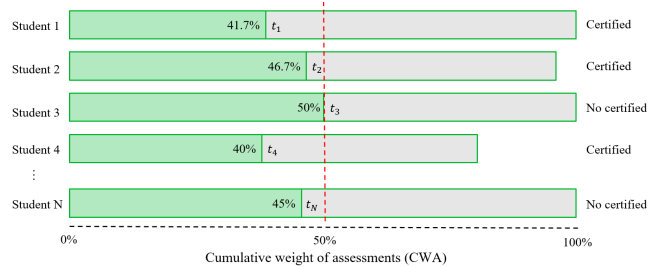 Student 1 41.7% t₁ Certified
Student 2 46.7% t₂ Certified
Student 3 50% t₃ No certified
Student 4 40% t₄ Certified
⋮
Student N 45% t_N No certified
0% 50% 100%
Cumulative weight of assessments (CWA)